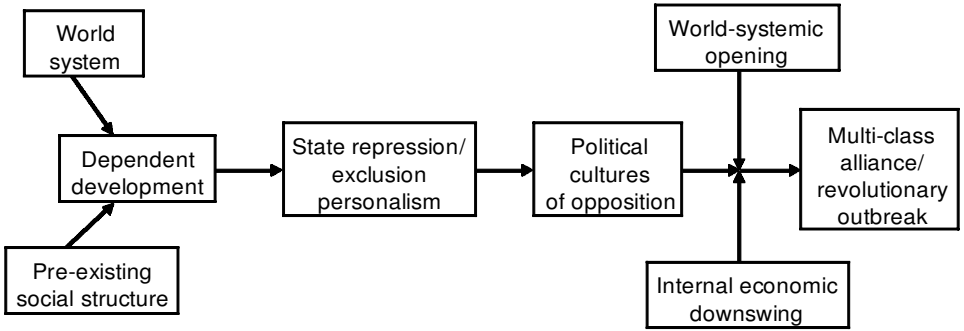 World
system
Dependent
development
Pre-existing
social structure
State repression/
exclusion
personalism
Political
cultures
of opposition
World-systemic
opening
Internal economic
downswing
Multi-class
alliance/
revolutionary
outbreak